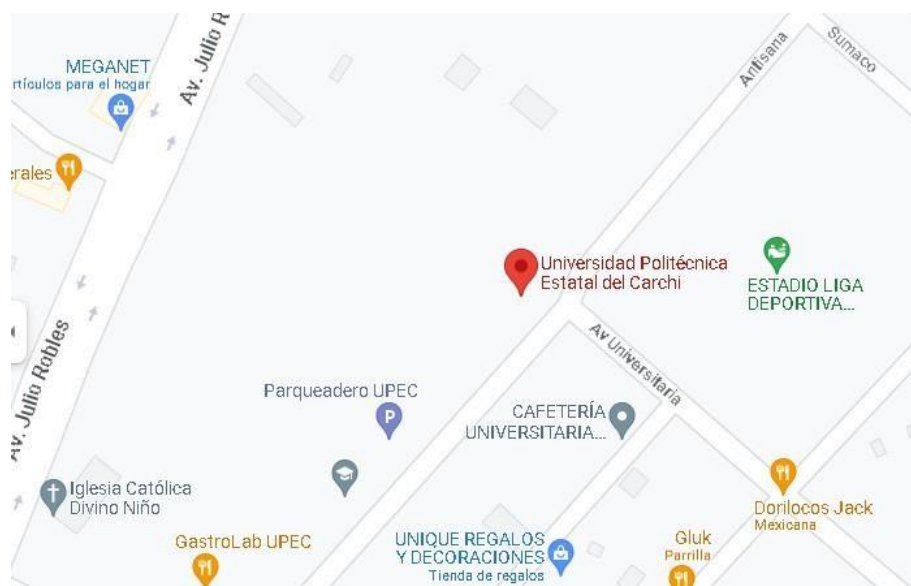 MEGANET
rtículos para el hogar
Av. Julio R
Antisana
Sumaco
erales
Universidad Politécnica
Estatal del Carchi
ESTADIO LIGA
DEPORTIVA...
Av Universitaria
Av. Julio Robles
Parqueadero UPEC
P
CAFETERÍA
UNIVERSITARIA...
Iglesia Católica
Divino Niño
Dorilocos Jack
Mexicana
GastroLab UPEC
UNIQUE REGALOS
Y DECORACIONES
Tienda de regalos
Gluk
Parrilla